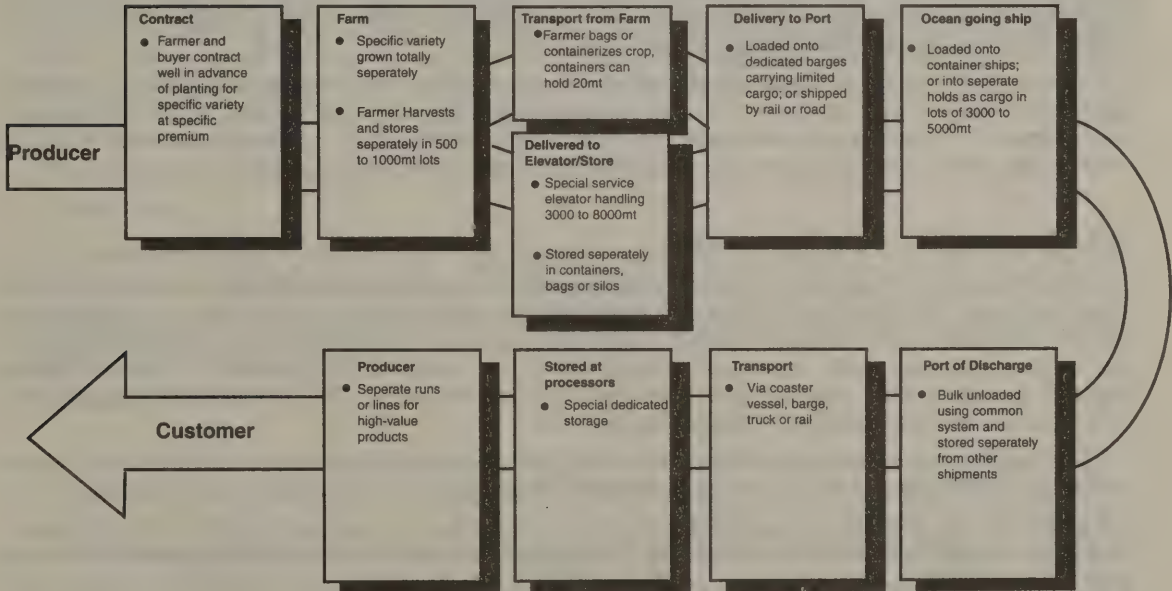 Contract
● Farmer and
buyer contract
well in advance
of planting for
specific variety
at specific
premium
Farm
● Specific variety
grown totally
seperately
● Farmer Harvests
and stores
seperately in 500
to 1000mt lots
Transport from Farm
● Farmer bags or
containerizes crop,
containers can
hold 20mt
Delivered to
Elevator/Store
● Special service
elevator handling
3000 to 8000mt
● Stored seperately
in containers,
bags or silos
Delivery to Port
● Loaded onto
dedicated barges
carrying limited
cargo; or shipped
by rail or road
Ocean going ship
● Loaded onto
container ships;
or into seperate
holds as cargo in
lots of 3000 to
5000mt
Producer
Port of Discharge
● Bulk unloaded
using common
system and
stored seperately
from other
shipments
Transport
● Via coaster
vessel, barge,
truck or rail
Stored at
processors
● Special dedicated
storage
Producer
● Seperate runs
or lines for
high-value
products
Customer